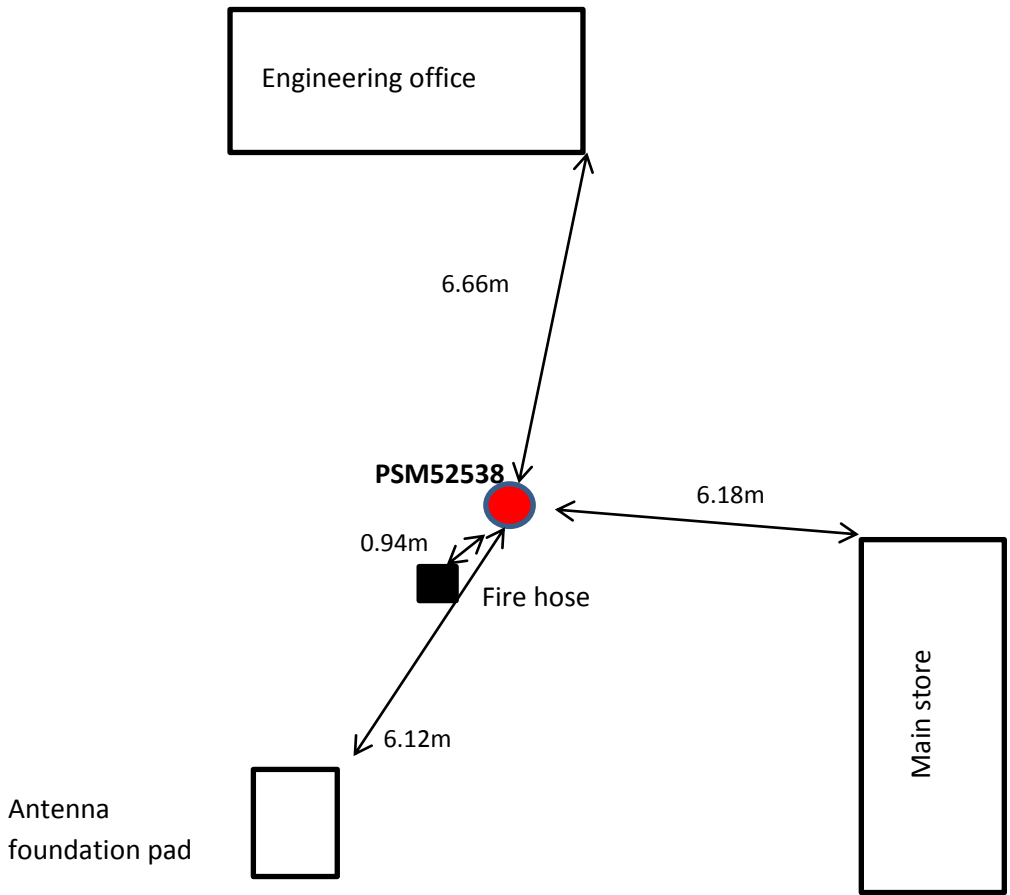 Engineering office
6.66m
PSM52538
6.18m
0.94m
Fire hose
Main store
6.12m
Antenna
foundation pad